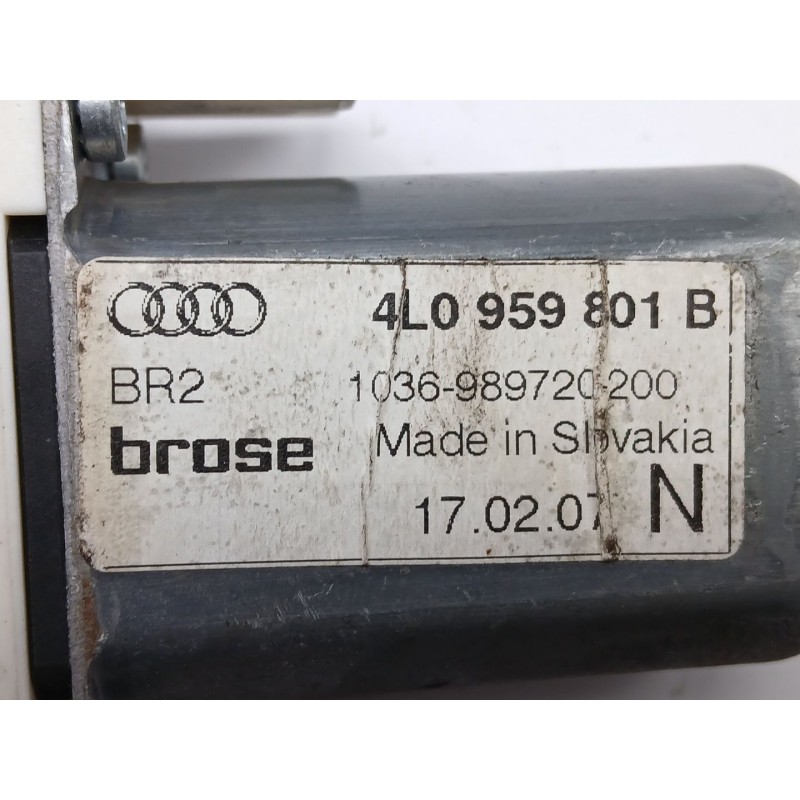 4L0 959 801 B
BR2 1036-989720-200
brose Made in Slovakia
17.02.07 N